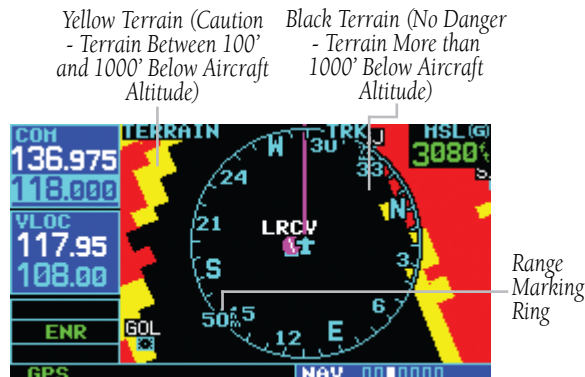 Yellow Terrain (Caution
- Terrain Between 100'
and 1000' Below Aircraft
Altitude)
Black Terrain (No Danger
- Terrain More than
1000' Below Aircraft
Altitude)
COM
136.975
118.000
VLOC
117.95
108.00
ENR
GPS
TERRAIN
TRK
MSL(G)
3080
W
30
33
24
N
21
LRCV
S
3
50
15
12
E
6
GOL
NAV
Range
Marking
Ring